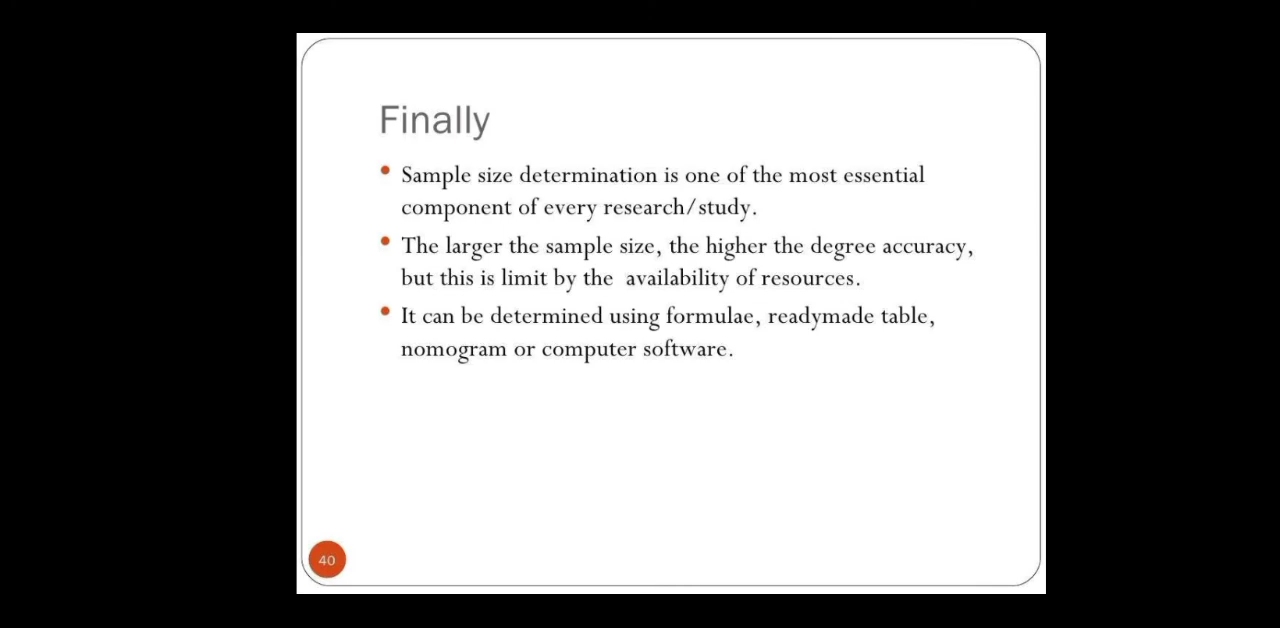 Finally
• Sample size determination is one of the most essential
component of every research/study.
• The larger the sample size, the higher the degree accuracy,
but this is limit by the  availability of resources.
• It can be determined using formulae, readymade table,
nomogram or computer software.
40